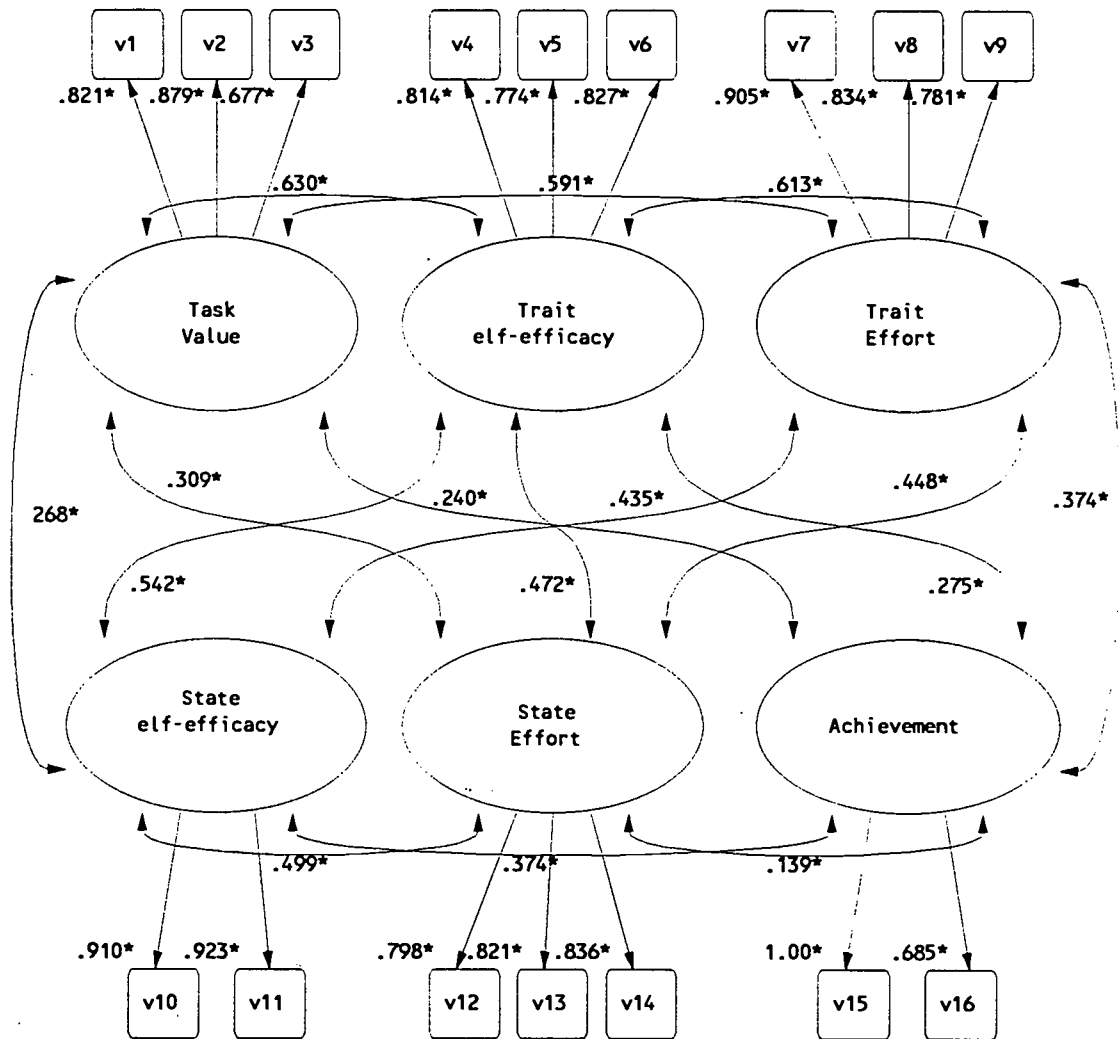 v1 v2 v3 v4 v5 v6 v7 v8 v9
.821* .879* .677* .814* .774* .827* .905* .834* .781*
.630* .591* .613*
Task
Value
Trait
elf-efficacy
Trait
Effort
.309* .240* .435* .448*
268* .374*
.542* .472* .275*
State
elf-efficacy
State
Effort
Achievement
.499* .374* .139*
.910* .923* .798* .821* .836* 1.00* .685*
v10 v11 v12 v13 v14 v15 v16